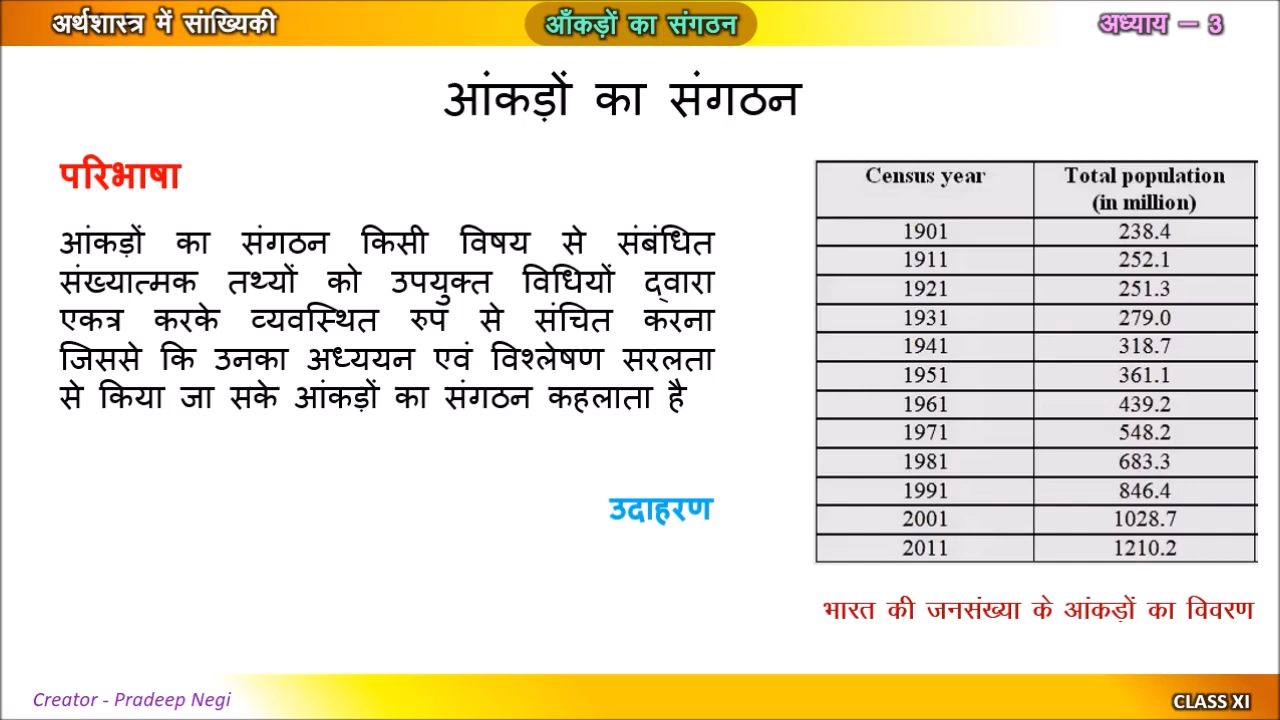 अर्थशास्त्र में सांख्यिकी
आँकड़ों का संगठन
अध्याय – 3
आंकड़ों का संगठन
परिभाषा
आंकड़ों का संगठन किसी विषय से संबंधित
संख्यात्मक तथ्यों को उपयुक्त विधियों द्वारा
एकत्र करके व्यवस्थित रुप से संचित करना
जिससे कि उनका अध्ययन एवं विश्लेषण सरलता
से किया जा सके आंकड़ों का संगठन कहलाता है
उदाहरण
Census year Total population
(in million)
1901 238.4
1911 252.1
1921 251.3
1931 279.0
1941 318.7
1951 361.1
1961 439.2
1971 548.2
1981 683.3
1991 846.4
2001 1028.7
2011 1210.2
भारत की जनसंख्या के आंकड़ों का विवरण
Creator - Pradeep Negi
CLASS XI